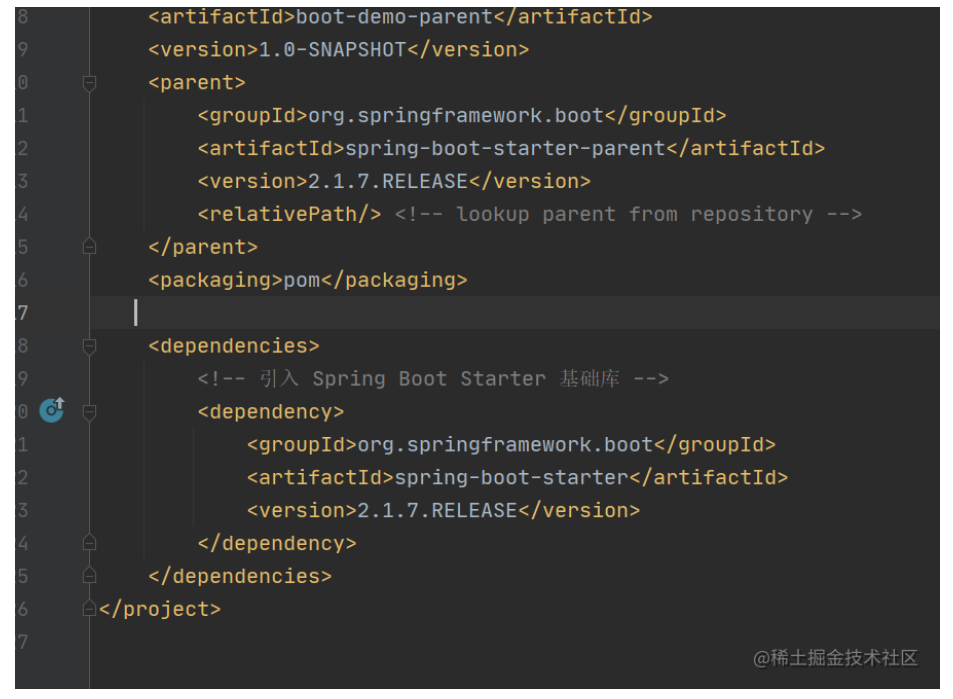 8 <artifactId>boot-demo-parent</artifactId>
9 <version>1.0-SNAPSHOT</version>
0 <parent>
1 <groupId>org.springframework.boot</groupId>
2 <artifactId>spring-boot-starter-parent</artifactId>
3 <version>2.1.7.RELEASE</version>
4 <relativePath/> <!-- lookup parent from repository -->
5 </parent>
6 <packaging>pom</packaging>
7
8 <dependencies>
9 <!-- 引入 Spring Boot Starter 基础库 -->
0 <dependency>
1 <groupId>org.springframework.boot</groupId>
2 <artifactId>spring-boot-starter</artifactId>
3 <version>2.1.7.RELEASE</version>
4 </dependency>
5 </dependencies>
6 </project>
7
@稀土掘金技术社区